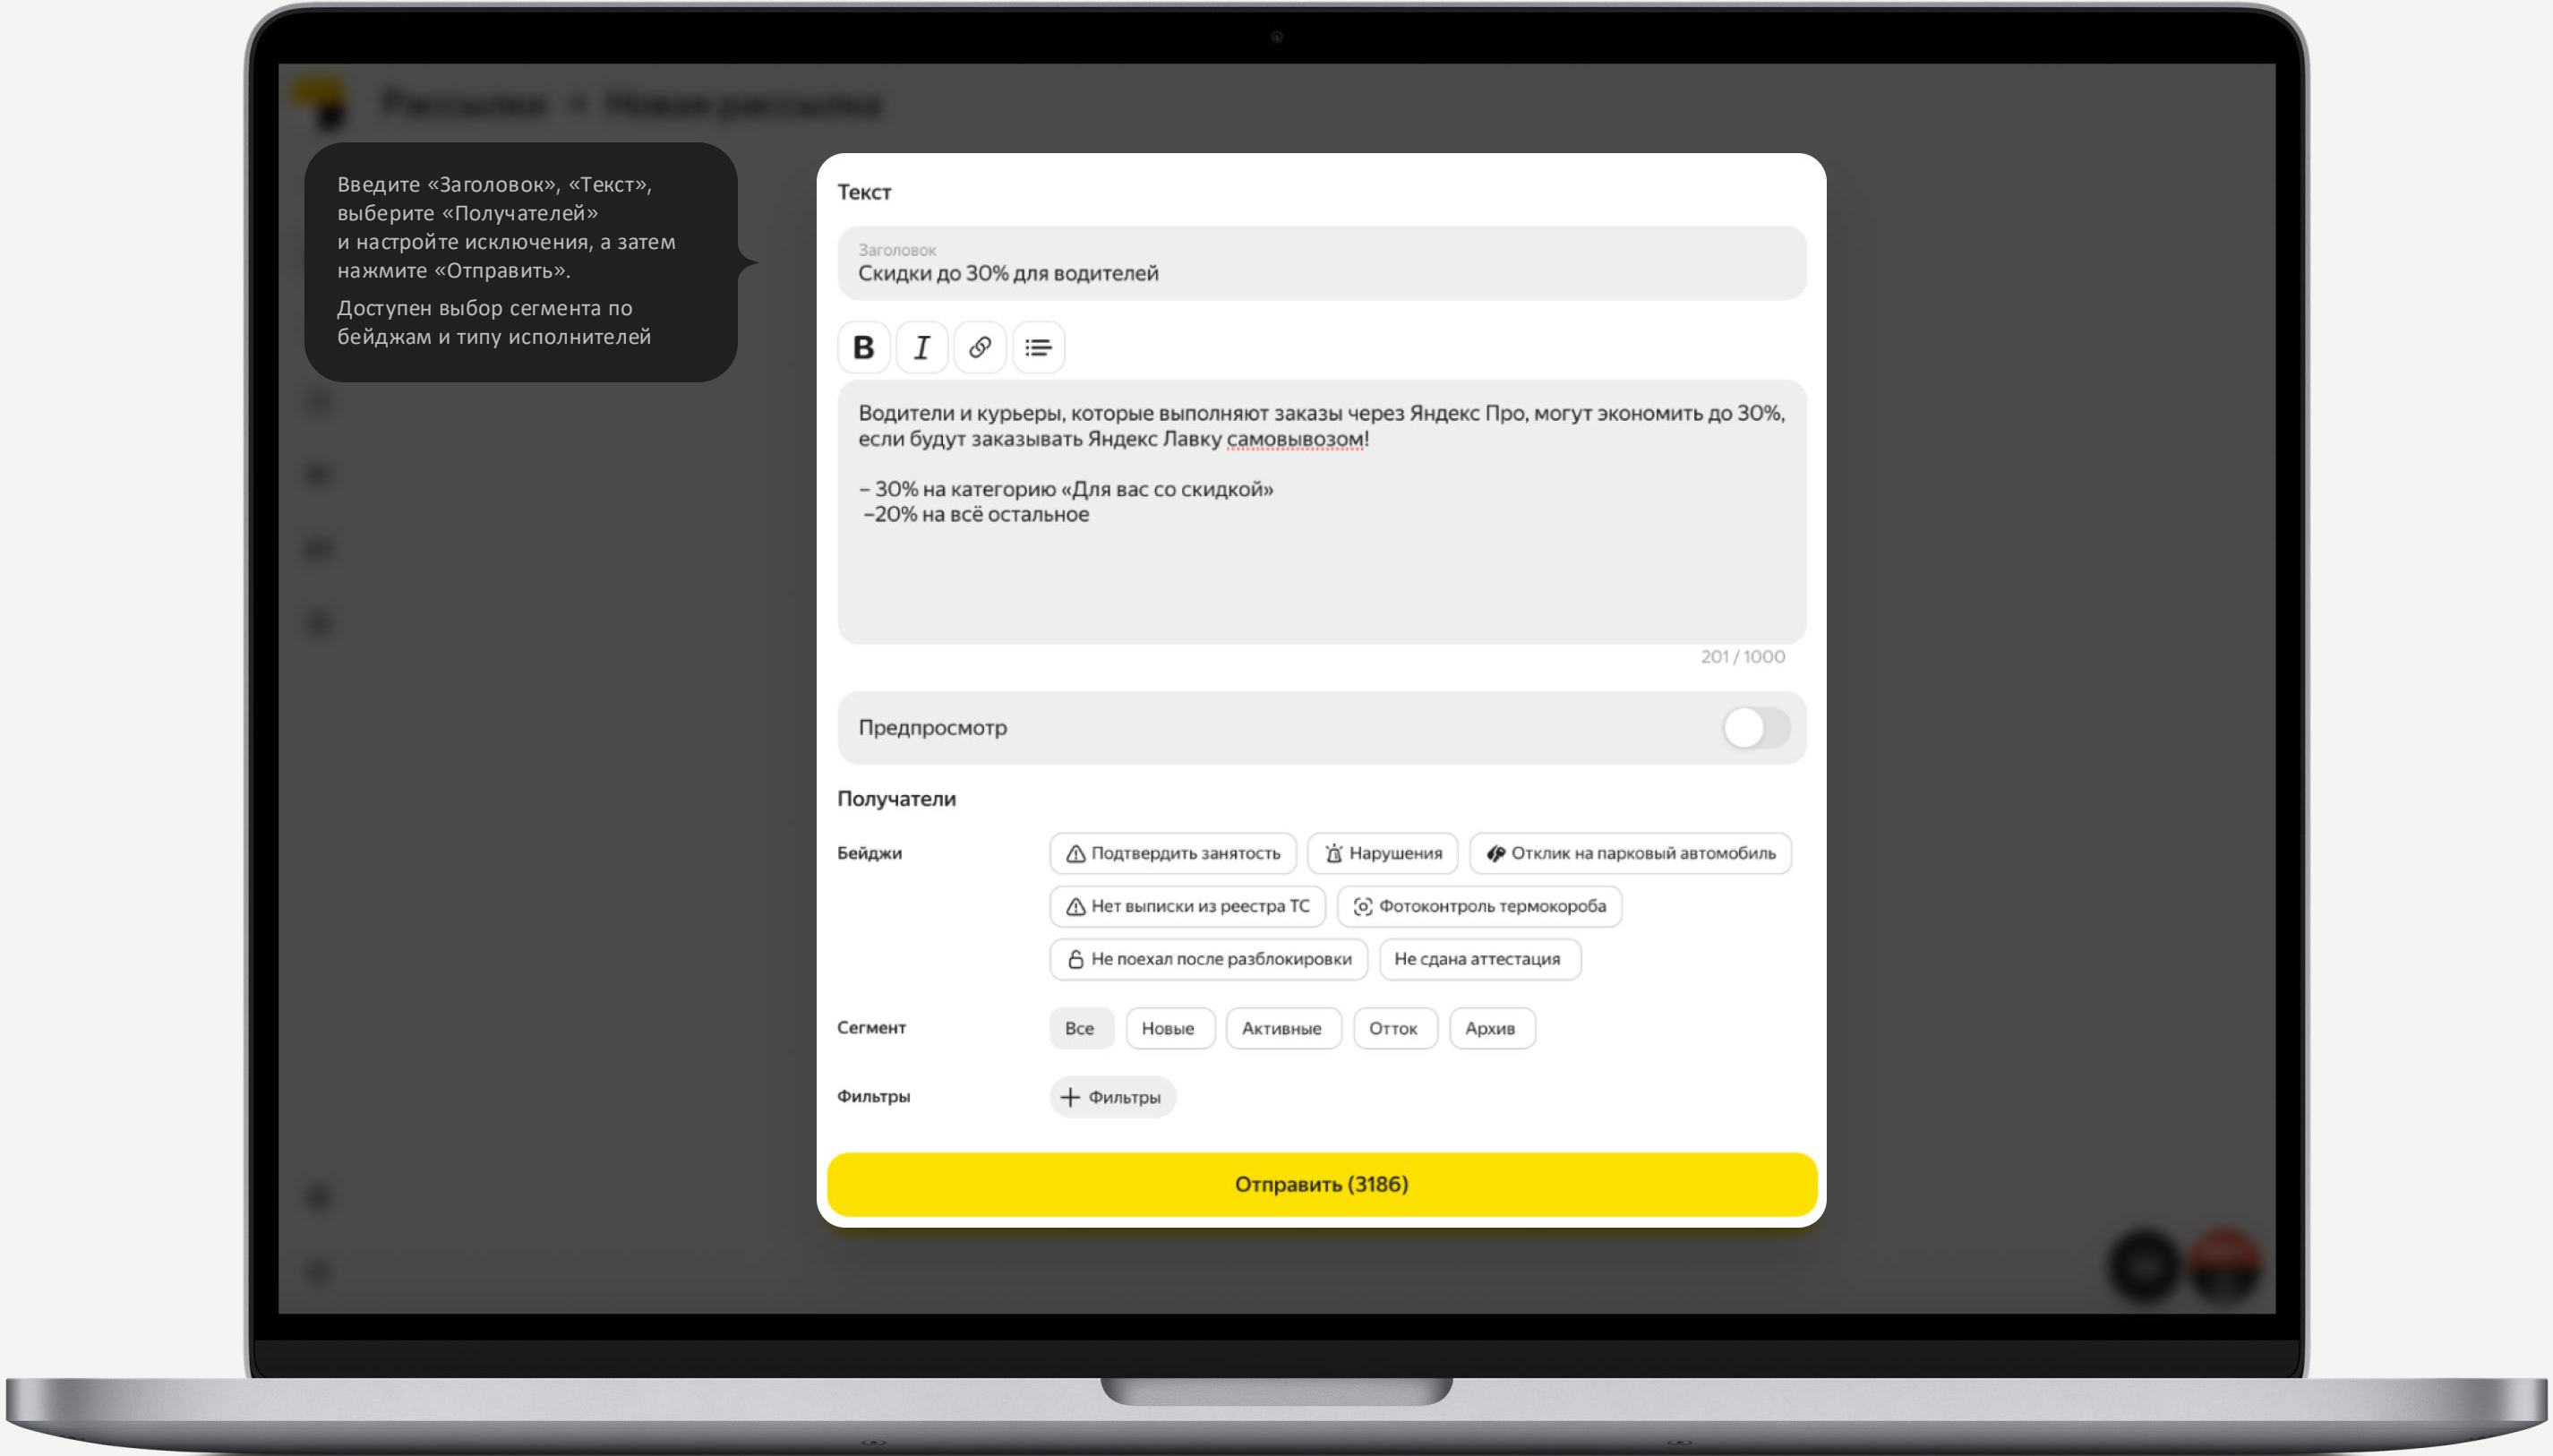 Рассылки
Новая рассылка
Введите «Заголовок», «Текст»,
выберите «Получателей»
и настройте исключения, а затем
нажмите «Отправить».
Доступен выбор сегмента по
бейджам и типу исполнителей
Текст
Заголовок
Скидки до 30% для водителей
B I
Водители и курьеры, которые выполняют заказы через Яндекс Про, могут экономить до 30%,
если будут заказывать Яндекс Лавку самовывозом!
– 30% на категорию «Для вас со скидкой»
–20% на всё остальное
201 / 1000
Предпросмотр
Получатели
Бейджи Подтвердить занятость Нарушения Отклик на парковый автомобиль
Нет выписки из реестра ТС Фотоконтроль термокороба
Не поехал после разблокировки Не сдана аттестация
Сегмент Все Новые Активные Отток Архив
Фильтры + Фильтры
Отправить (3186)